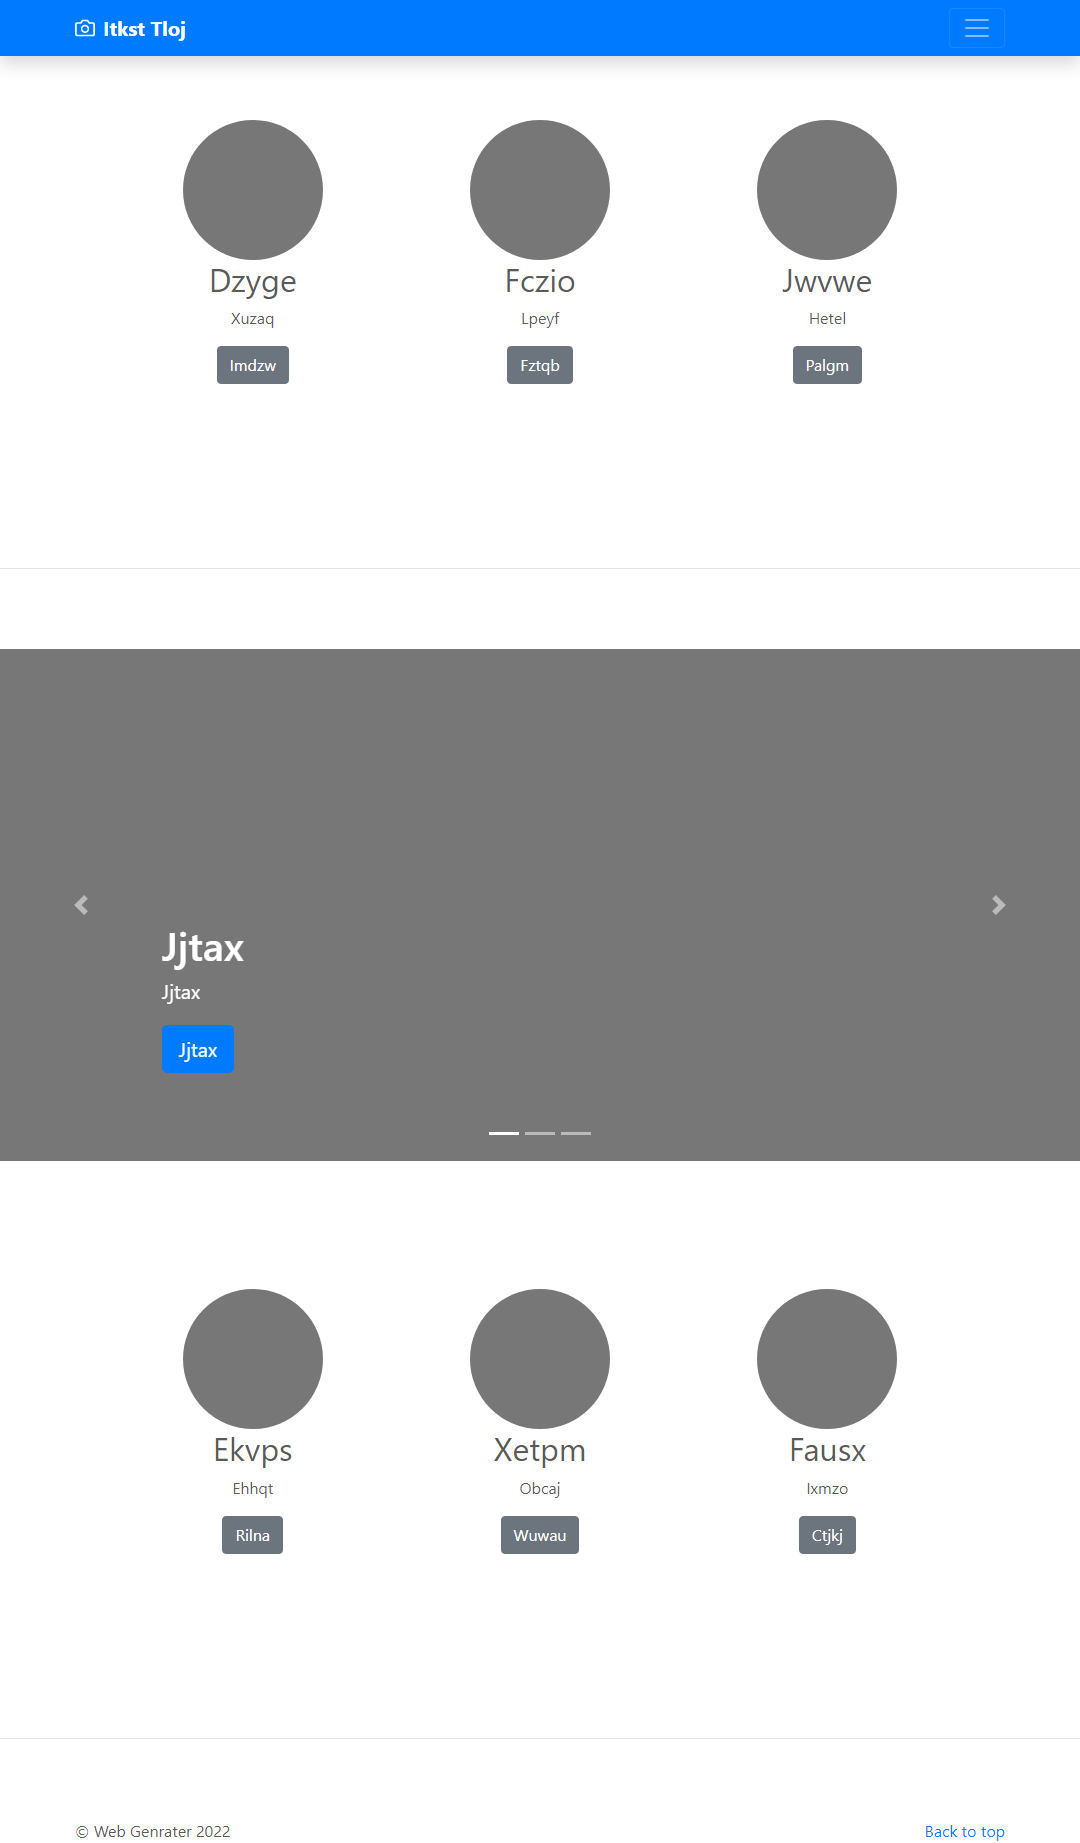 Itkst Tloj
Dzyge
Fczio
Jwvwe
Xuzaq
Lpeyf
Hetel
Imdzw
Fztqb
Palgm
Jjtax
Jjtax
Jjtax
Ekvps
Xetpm
Fausx
Ehhqt
Obcaj
Ixmzo
Rilna
Wuwau
Ctjkj
© Web Genrater 2022
Back to top